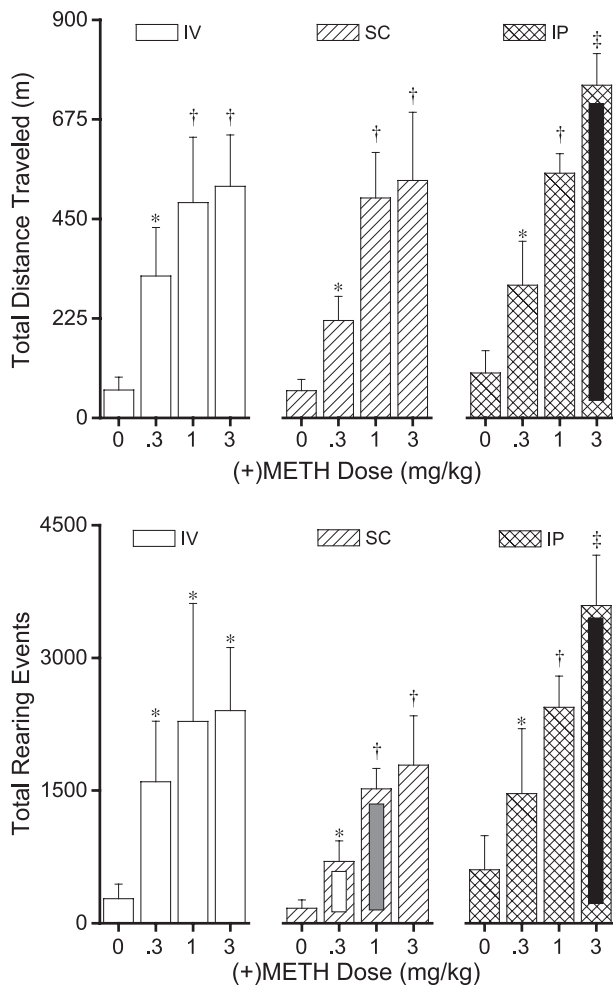 Total Distance Traveled (m)
900
675
450
225
0
IV
SC
IP
* † †
* † †
* † ‡
0 .3 1 3
0 .3 1 3
0 .3 1 3
(+)METH Dose (mg/kg)
Total Rearing Events
4500
3000
1500
0
IV
SC
IP
* * *
* † †
* † ‡
0 .3 1 3
0 .3 1 3
0 .3 1 3
(+)METH Dose (mg/kg)